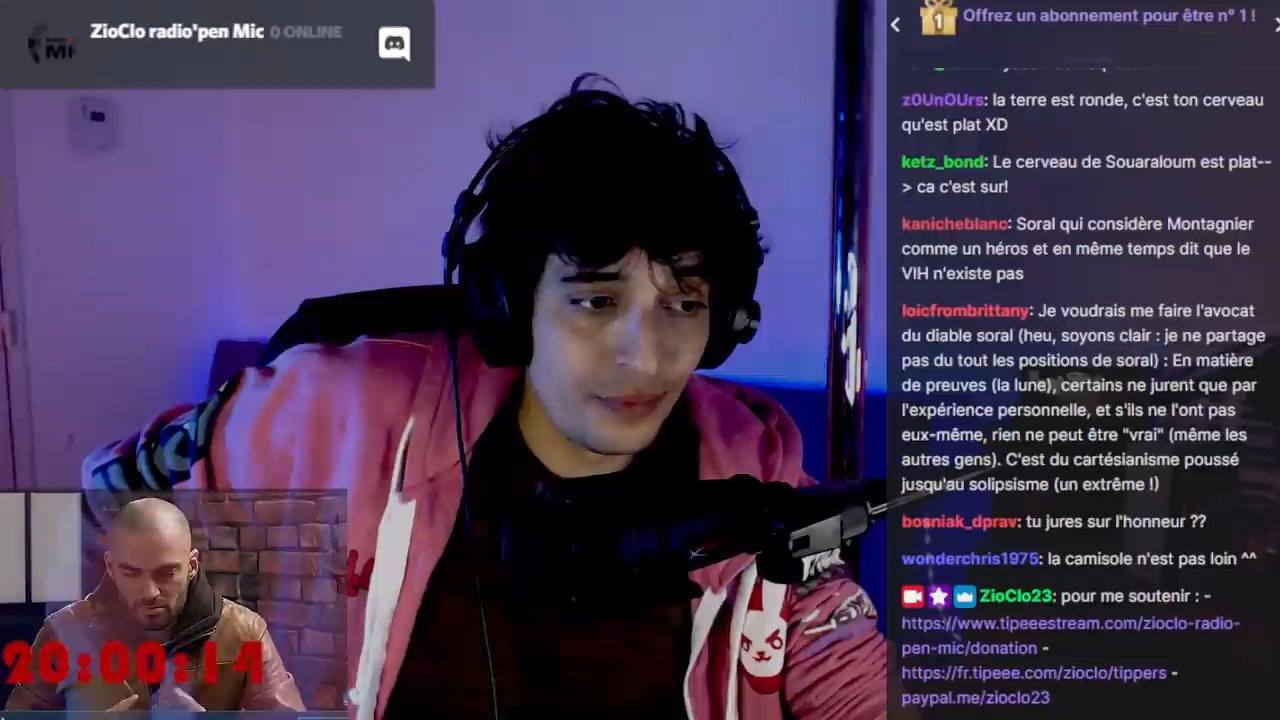 ZioClo radio'pen Mic 0 ONLINE
MI
1
Offrez un abonnement pour être n° 1 !
z0UnOUrs: la terre est ronde, c'est ton cerveau
qu'est plat XD
ketz_bond: Le cerveau de Souaraloum est plat--
> ca c'est sur!
kanicheblanc: Soral qui considère Montagnier
comme un héros et en même temps dit que le
VIH n'existe pas
loicfrombrittany: Je voudrais me faire l'avocat
du diable soral (heu, soyons clair : je ne partage
pas du tout les positions de soral) : En matière
de preuves (la lune), certains ne jurent que par
l'expérience personnelle, et s'ils ne l'ont pas
eux-même, rien ne peut être "vrai" (même les
autres gens). C'est du cartésianisme poussé
jusqu'au solipsisme (un extrême !)
bosniak_dprav: tu jures sur l'honneur ??
wonderchris1975: la camisole n'est pas loin ^^
ZioClo23: pour me soutenir : -
https://www.tipeeestream.com/zioclo-radio-
pen-mic/donation -
https://fr.tipeee.com/zioclo/tippers -
paypal.me/zioclo23
20:00:14